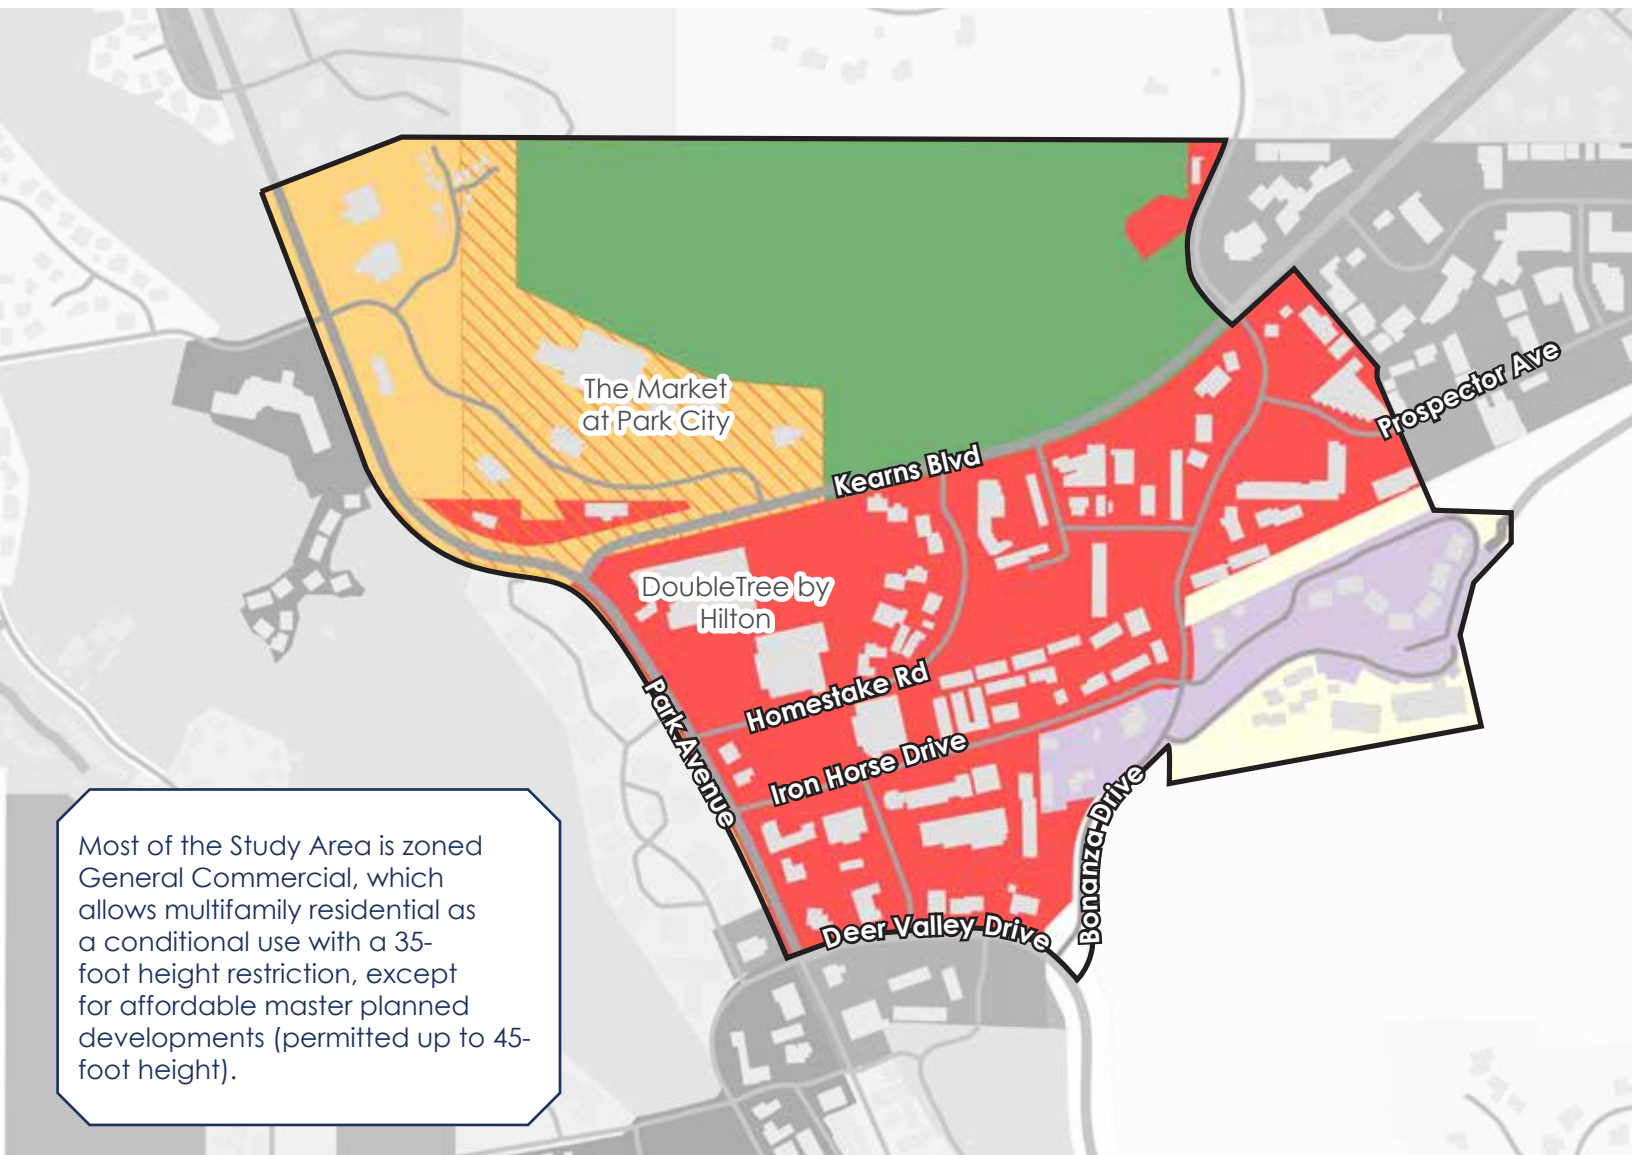 The Market
at Park City
Prospector Ave
Kearns Blvd
DoubleTree by
Hilton
Homestake Rd
Park Avenue
Iron Horse Drive
Bonanza Drive
Deer Valley Drive
Most of the Study Area is zoned
General Commercial, which
allows multifamily residential as
a conditional use with a 35-
foot height restriction, except
for affordable master planned
developments (permitted up to 45-
foot height).